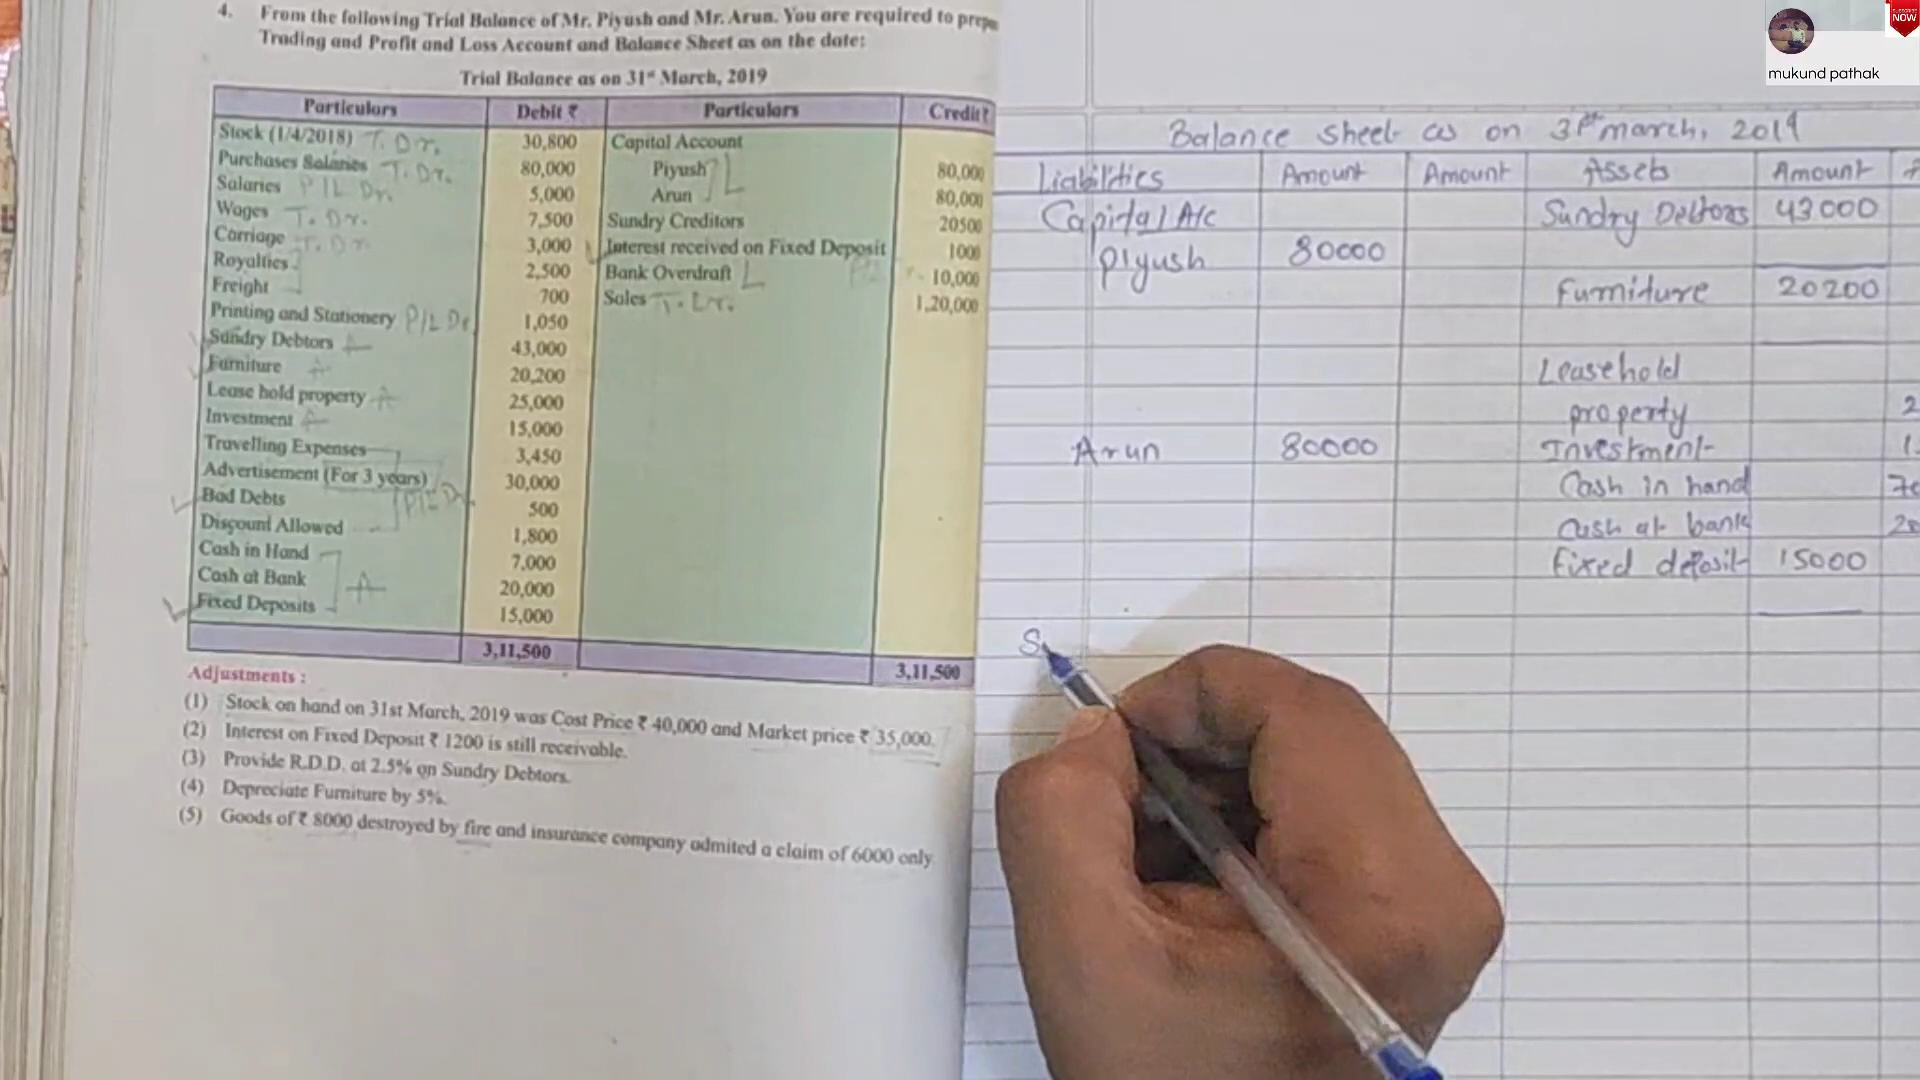 4. From the following Trial Balance of Mr. Piyush and Mr. Arun. You are required to prepa
Trading and Profit and Loss Account and Balance Sheet as on the date:
Trial Balance as on 31st March, 2019
Particulars Debit ₹ Particulars Credit ₹
Stock (1/4/2018) T. Dr. 30,800 Capital Account
Purchases Salaries T. Dr. 80,000 Piyush L 80,000
Salaries P/L Dr. 5,000 Arun 80,000
Wages T. Dr. 7,500 Sundry Creditors 20500
Carriage T. Dr. 3,000 Interest received on Fixed Deposit 1000
Royalties 2,500 Bank Overdraft L 10,000
Freight 700 Sales T. Cr. 1,20,000
Printing and Stationery P/L Dr 1,050
Sundry Debtors A 43,000
Furniture A 20,200
Lease hold property A 25,000
Investment A 15,000
Travelling Expenses 3,450
Advertisement (For 3 years) 30,000
Bad Debts P/L Dr. 500
Discount Allowed 1,800
Cash in Hand 7,000
Cash at Bank A 20,000
Fixed Deposits 15,000
3,11,500 3,11,500
Adjustments :
(1) Stock on hand on 31st March, 2019 was Cost Price ₹ 40,000 and Market price ₹ 35,000.
(2) Interest on Fixed Deposit ₹ 1200 is still receivable.
(3) Provide R.D.D. at 2.5% on Sundry Debtors.
(4) Depreciate Furniture by 5%.
(5) Goods of ₹ 8000 destroyed by fire and insurance company admited a claim of 6000 only
Balance sheet as on 31st march, 2019
Liabilities Amount Amount Assets Amount
Capital A/c Sundry Debtors 43000
Piyush 80000
Furniture 20200
Leasehold
property 2
Arun 80000 Investment 1
Cash in hand 70
Cash at bank 20
Fixed deposit 15000
S
SUBSCRIBE
NOW
mukund pathak